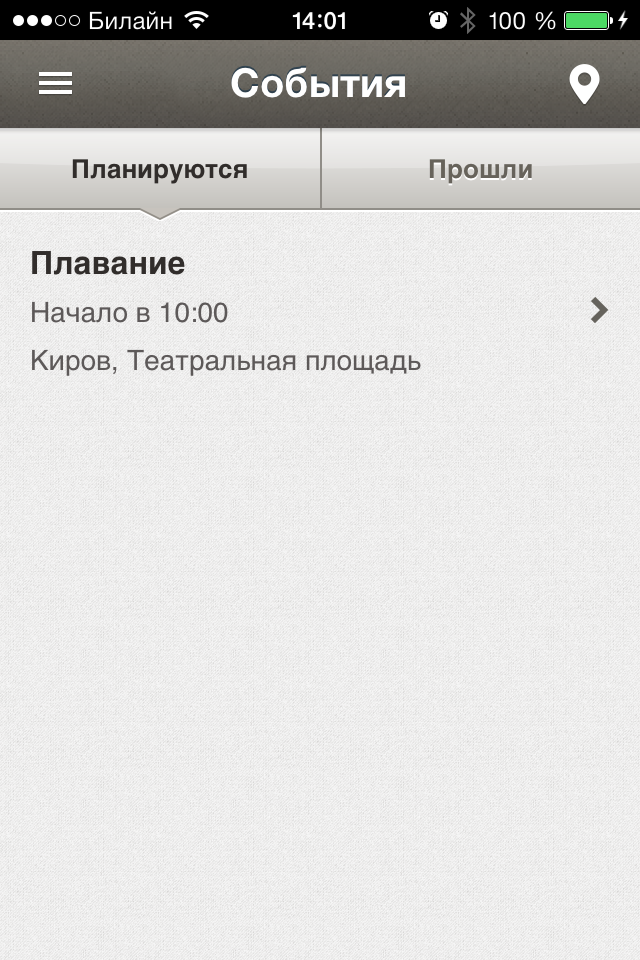 Билайн 14:01 100 %
События
Планируются Прошли
Плавание
Начало в 10:00
Киров, Театральная площадь